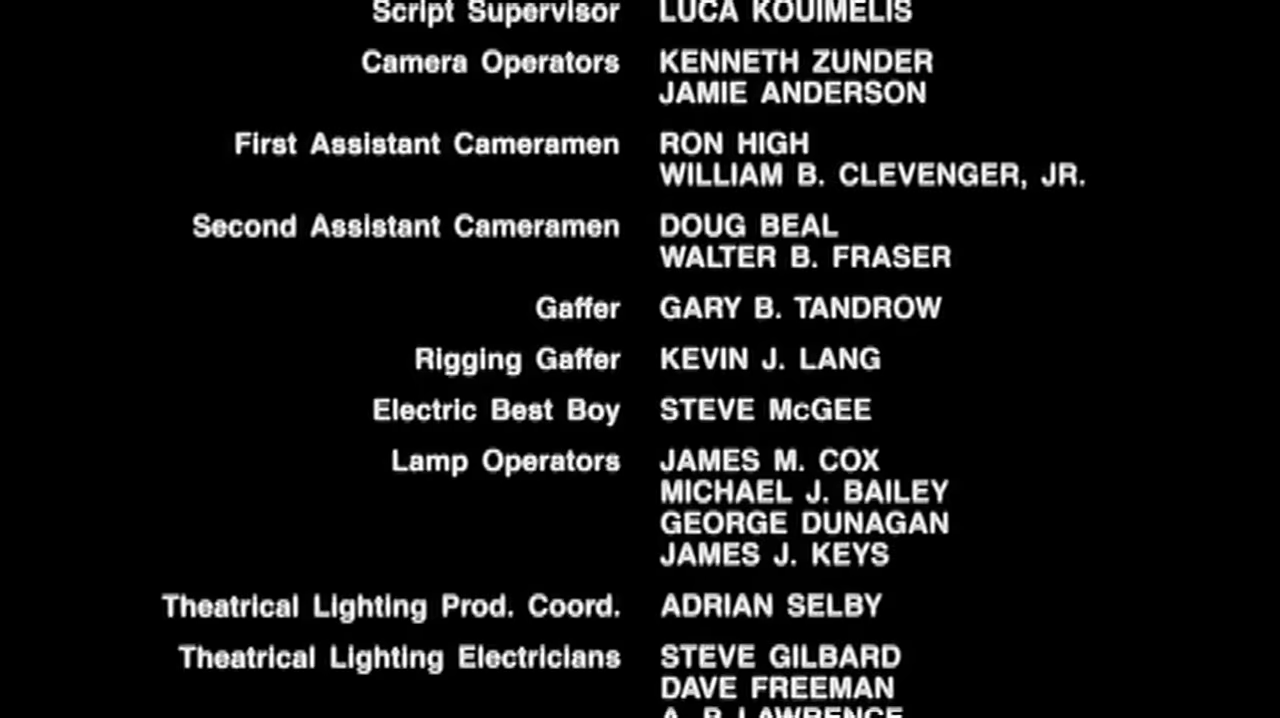 Script Supervisor LUCA KOUIMELIS
Camera Operators KENNETH ZUNDER
JAMIE ANDERSON
First Assistant Cameramen RON HIGH
WILLIAM B. CLEVENGER, JR.
Second Assistant Cameramen DOUG BEAL
WALTER B. FRASER
Gaffer GARY B. TANDROW
Rigging Gaffer KEVIN J. LANG
Electric Best Boy STEVE McGEE
Lamp Operators JAMES M. COX
MICHAEL J. BAILEY
GEORGE DUNAGAN
JAMES J. KEYS
Theatrical Lighting Prod. Coord. ADRIAN SELBY
Theatrical Lighting Electricians STEVE GILBARD
DAVE FREEMAN
A. LAWRENCE